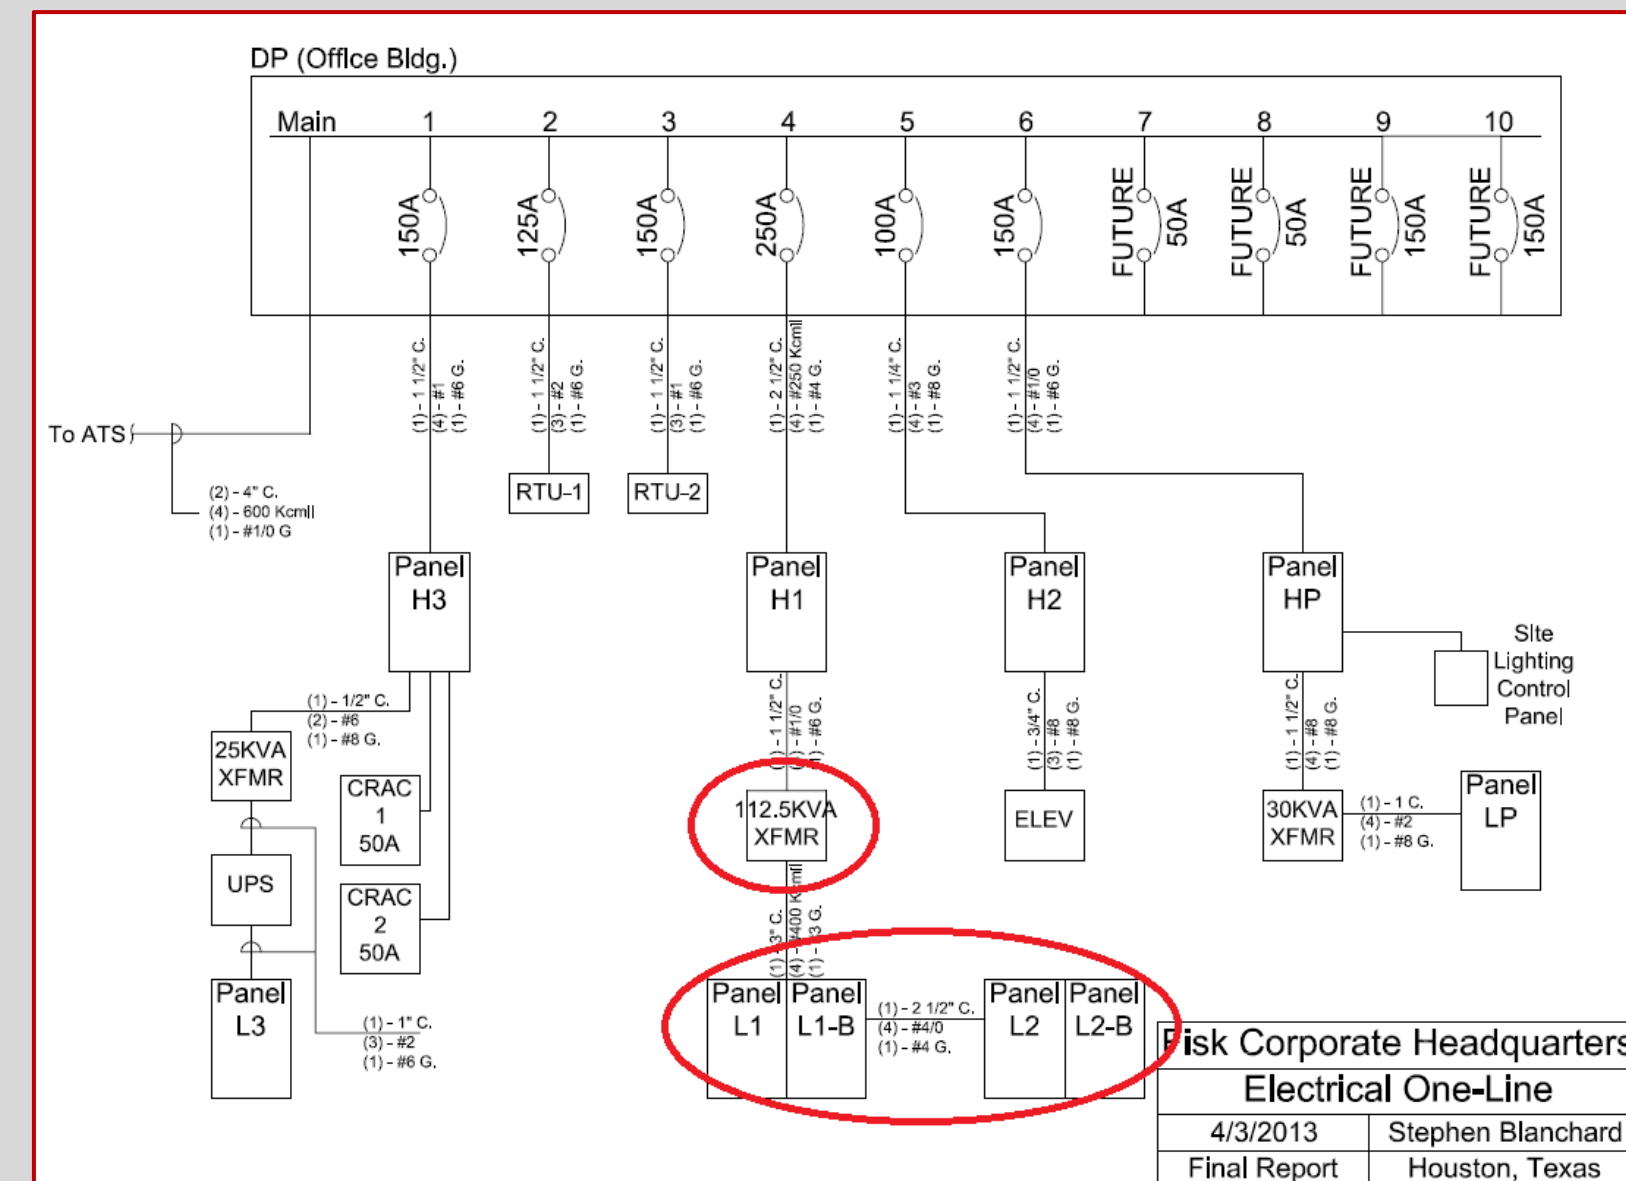 DP (Office Bldg.)
Main 1 2 3 4 5 6 7 8 9 10
150A
125A
150A
250A
100A
150A
FUTURE
50A
FUTURE
50A
FUTURE
150A
FUTURE
150A
(1) - 1 1/2" C.
(4) - #1
(1) - #6 G.
(1) - 1 1/2" C.
(3) - #2
(1) - #6 G.
(1) - 1 1/2" C.
(3) - #1
(1) - #6 G.
(1) - 2 1/2" C.
(4) - #250 Kcmil
(1) - #4 G.
(1) - 1 1/4" C.
(4) - #3
(1) - #8 G.
(1) - 1 1/2" C.
(4) - #1/0
(1) - #6 G.
To ATS
(2) - 4" C.
(4) - 600 Kcmil
(1) - #1/0 G
RTU-1
RTU-2
Panel
H3
Panel
H1
Panel
H2
Panel
HP
Site
Lighting
Control
Panel
(1) - 1/2" C.
(2) - #6
(1) - #8 G.
25KVA
XFMR
CRAC
1
50A
UPS
CRAC
2
50A
Panel
L3
(1) - 1" C.
(3) - #2
(1) - #6 G.
1 1/2" C.
#1/0
#6 G.
112.5KVA
XFMR
(1) 3" C.
(4) #400 Kcmil
(1) - #3 G.
Panel
L1
Panel
L1-B
(1) - 2 1/2" C.
(4) - #4/0
(1) - #4 G.
Panel
L2
Panel
L2-B
(1) - 3/4" C.
(3) - #8
(1) - #8 G.
ELEV
(1) - 1 1/2" C.
(4) - #8
(1) - #8 G.
30KVA
XFMR
(1) - 1 C.
(4) - #2
(1) - #8 G.
Panel
LP
Fisk Corporate Headquarters
Electrical One-Line
4/3/2013 Stephen Blanchard
Final Report Houston, Texas